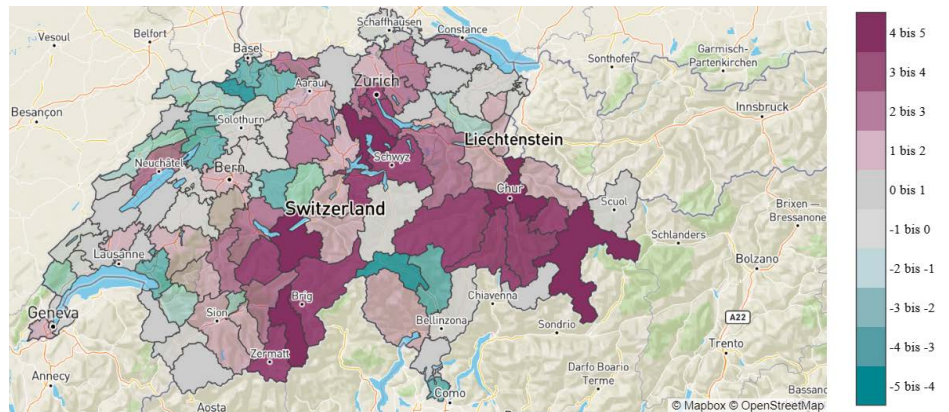 Schaffhausen
Vesoul
Belfort
Basel
Constance
Sonthofen
Garmisch-
Partenkirchen
Aarau
Zürich
Besançon
Solothurn
Innsbruck
Liechtenstein
Neuchâtel
Bern
Schwyz
Switzerland
Chur
Scuol
Brixen —
Bressanone
Schlanders
Lausanne
Bolzano
Brig
Chiavenna
Geneva
Sion
Bellinzona
Sondrio
A22
Zermatt
Trento
Annecy
Como
Darfo Boario
Terme
Bassano
Aosta
© Mapbox © OpenStreetMap
4 bis 5
3 bis 4
2 bis 3
1 bis 2
0 bis 1
-1 bis 0
-2 bis -1
-3 bis -2
-4 bis -3
-5 bis -4